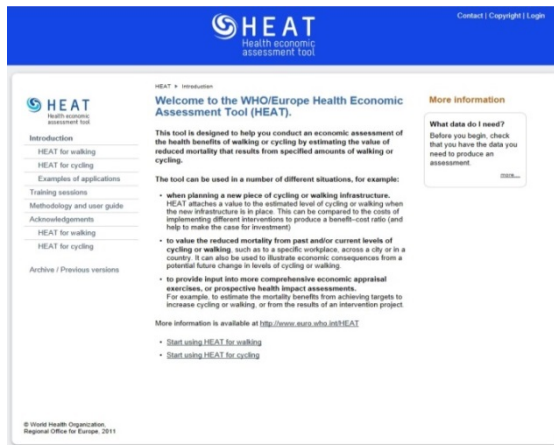 HEAT
Health economic
assessment tool
Contact | Copyright | Login
HEAT
Health economic
assessment tool
Introduction
HEAT for walking
HEAT for cycling
Examples of applications
Training sessions
Methodology and user guide
Acknowledgements
HEAT for walking
HEAT for cycling
Archive / Previous versions
HEAT ▸ Introduction
Welcome to the WHO/Europe Health Economic
Assessment Tool (HEAT).
This tool is designed to help you conduct an economic assessment of
the health benefits of walking or cycling by estimating the value of
reduced mortality that results from specified amounts of walking or
cycling.
The tool can be used in a number of different situations, for example:
• when planning a new piece of cycling or walking infrastructure.
HEAT attaches a value to the estimated level of cycling or walking when
the new infrastructure is in place. This can be compared to the costs of
implementing different interventions to produce a benefit–cost ratio (and
help to make the case for investment)
• to value the reduced mortality from past and/or current levels of
cycling or walking, such as to a specific workplace, across a city or in a
country. It can also be used to illustrate economic consequences from a
potential future change in levels of cycling or walking.
• to provide input into more comprehensive economic appraisal
exercises, or prospective health impact assessments.
For example, to estimate the mortality benefits from achieving targets to
increase cycling or walking, or from the results of an intervention project.
More information is available at http://www.euro.who.int/HEAT
• Start using HEAT for walking
• Start using HEAT for cycling
More information
What data do I need?
Before you begin, check
that you have the data you
need to produce an
assessment.
more...
© World Health Organization,
Regional Office for Europe, 2011